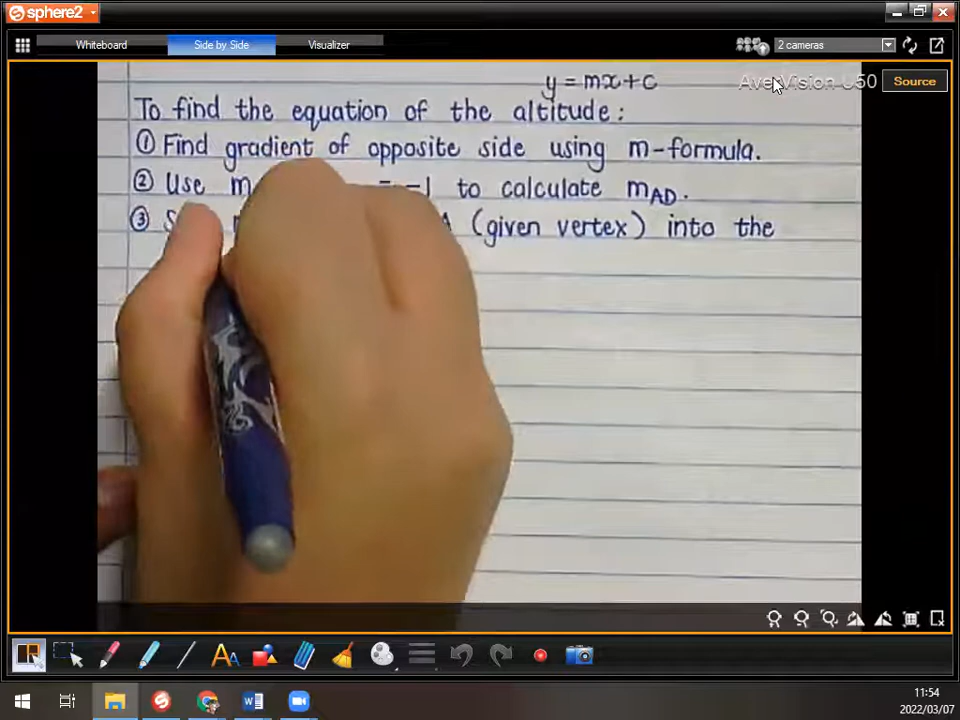 sphere2
Whiteboard
Side by Side
Visualizer
2 cameras
AverVision U50
Source
y = mx + c
To find the equation of the altitude :
① Find gradient of opposite side using m-formula.
② Use m = -1 to calculate mAD.
③ A (given vertex) into the
11:54
2022/03/07